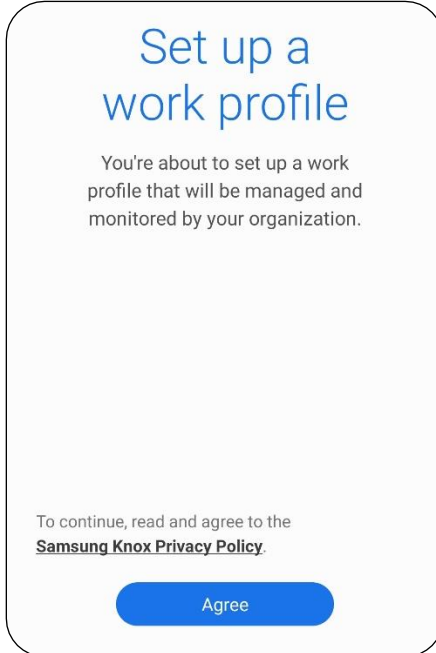 Set up a
work profile
You're about to set up a work
profile that will be managed and
monitored by your organization.
To continue, read and agree to the
Samsung Knox Privacy Policy.
Agree